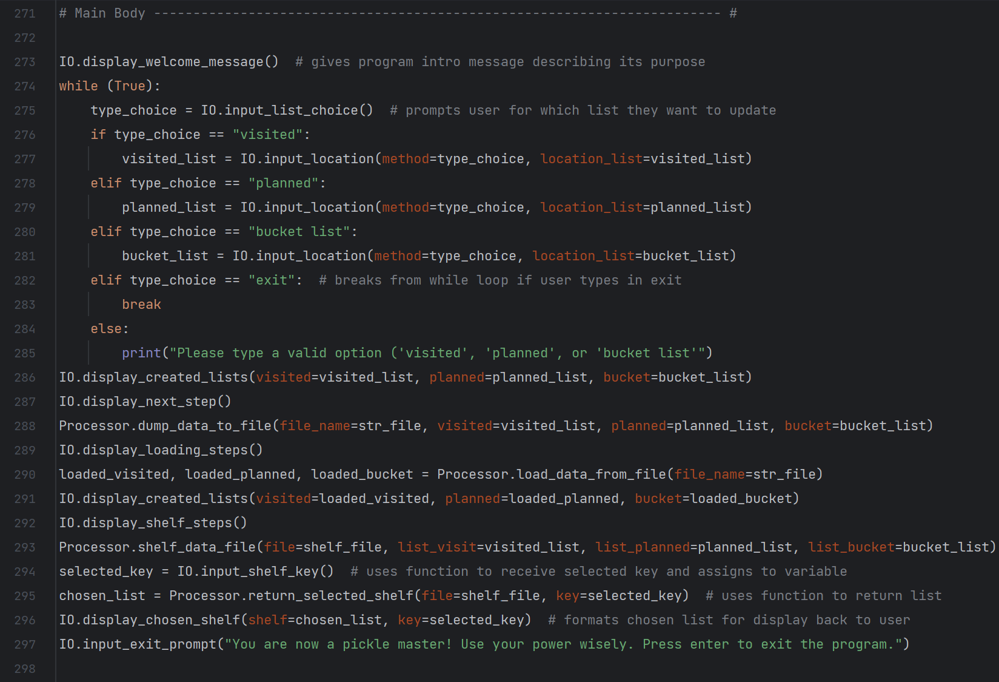 271 # Main Body ------------------------------------------------------------------------ #
272
273 IO.display_welcome_message()  # gives program intro message describing its purpose
274 while (True):
275     type_choice = IO.input_list_choice()  # prompts user for which list they want to update
276     if type_choice == "visited":
277         visited_list = IO.input_location(method=type_choice, location_list=visited_list)
278     elif type_choice == "planned":
279         planned_list = IO.input_location(method=type_choice, location_list=planned_list)
280     elif type_choice == "bucket list":
281         bucket_list = IO.input_location(method=type_choice, location_list=bucket_list)
282     elif type_choice == "exit":  # breaks from while loop if user types in exit
283         break
284     else:
285         print("Please type a valid option ('visited', 'planned', or 'bucket list'")
286 IO.display_created_lists(visited=visited_list, planned=planned_list, bucket=bucket_list)
287 IO.display_next_step()
288 Processor.dump_data_to_file(file_name=str_file, visited=visited_list, planned=planned_list, bucket=bucket_list)
289 IO.display_loading_steps()
290 loaded_visited, loaded_planned, loaded_bucket = Processor.load_data_from_file(file_name=str_file)
291 IO.display_created_lists(visited=loaded_visited, planned=loaded_planned, bucket=loaded_bucket)
292 IO.display_shelf_steps()
293 Processor.shelf_data_file(file=shelf_file, list_visit=visited_list, list_planned=planned_list, list_bucket=bucket_list)
294 selected_key = IO.input_shelf_key()  # uses function to receive selected key and assigns to variable
295 chosen_list = Processor.return_selected_shelf(file=shelf_file, key=selected_key)  # uses function to return list
296 IO.display_chosen_shelf(shelf=chosen_list, key=selected_key)  # formats chosen list for display back to user
297 IO.input_exit_prompt("You are now a pickle master! Use your power wisely. Press enter to exit the program.")
298